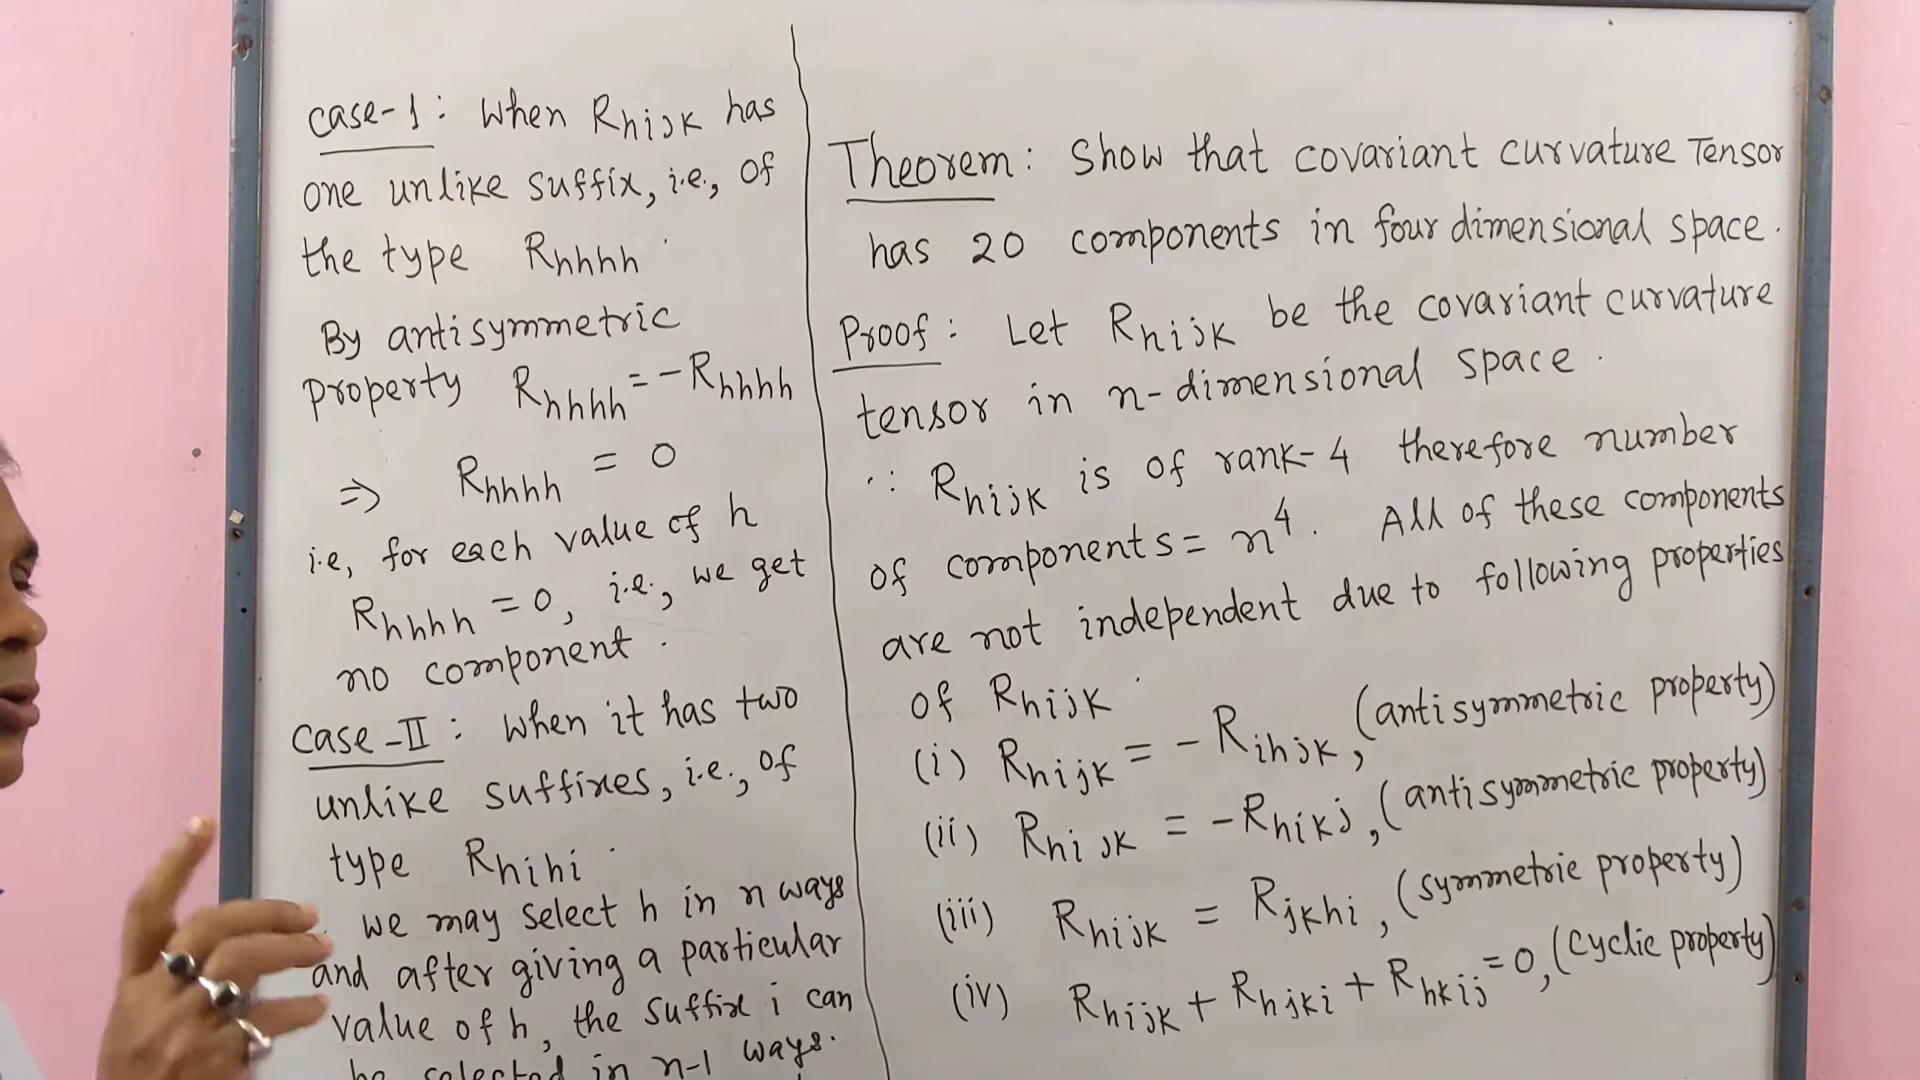 case-1: when Rhijk has
one unlike suffix, i.e., of
the type Rhhhh.
By antisymmetric
property Rhhhh = -Rhhhh
⇒ Rhhhh = 0
i.e, for each value of h
Rhhhh = 0, i.e., we get
no component.
case-II: when it has two
unlike suffixes, i.e., of
type Rhihi.
we may select h in n ways
and after giving a particular
value of h, the suffix i can
be selected in n-1 ways.
Theorem: Show that covariant curvature Tensor
has 20 components in four dimensional space.
Proof: Let Rhijk be the covariant curvature
tensor in n-dimensional space.
∵ Rhijk is of rank-4 therefore number
of components = n⁴. All of these components
are not independent due to following properties
of Rhijk.
(i) Rhijk = -Rihjk, (antisymmetric property)
(ii) Rhijk = -Rhikj, (antisymmetric property)
(iii) Rhijk = Rjkhi, (symmetric property)
(iv) Rhijk + Rhjki + Rhkij = 0, (cyclic property)